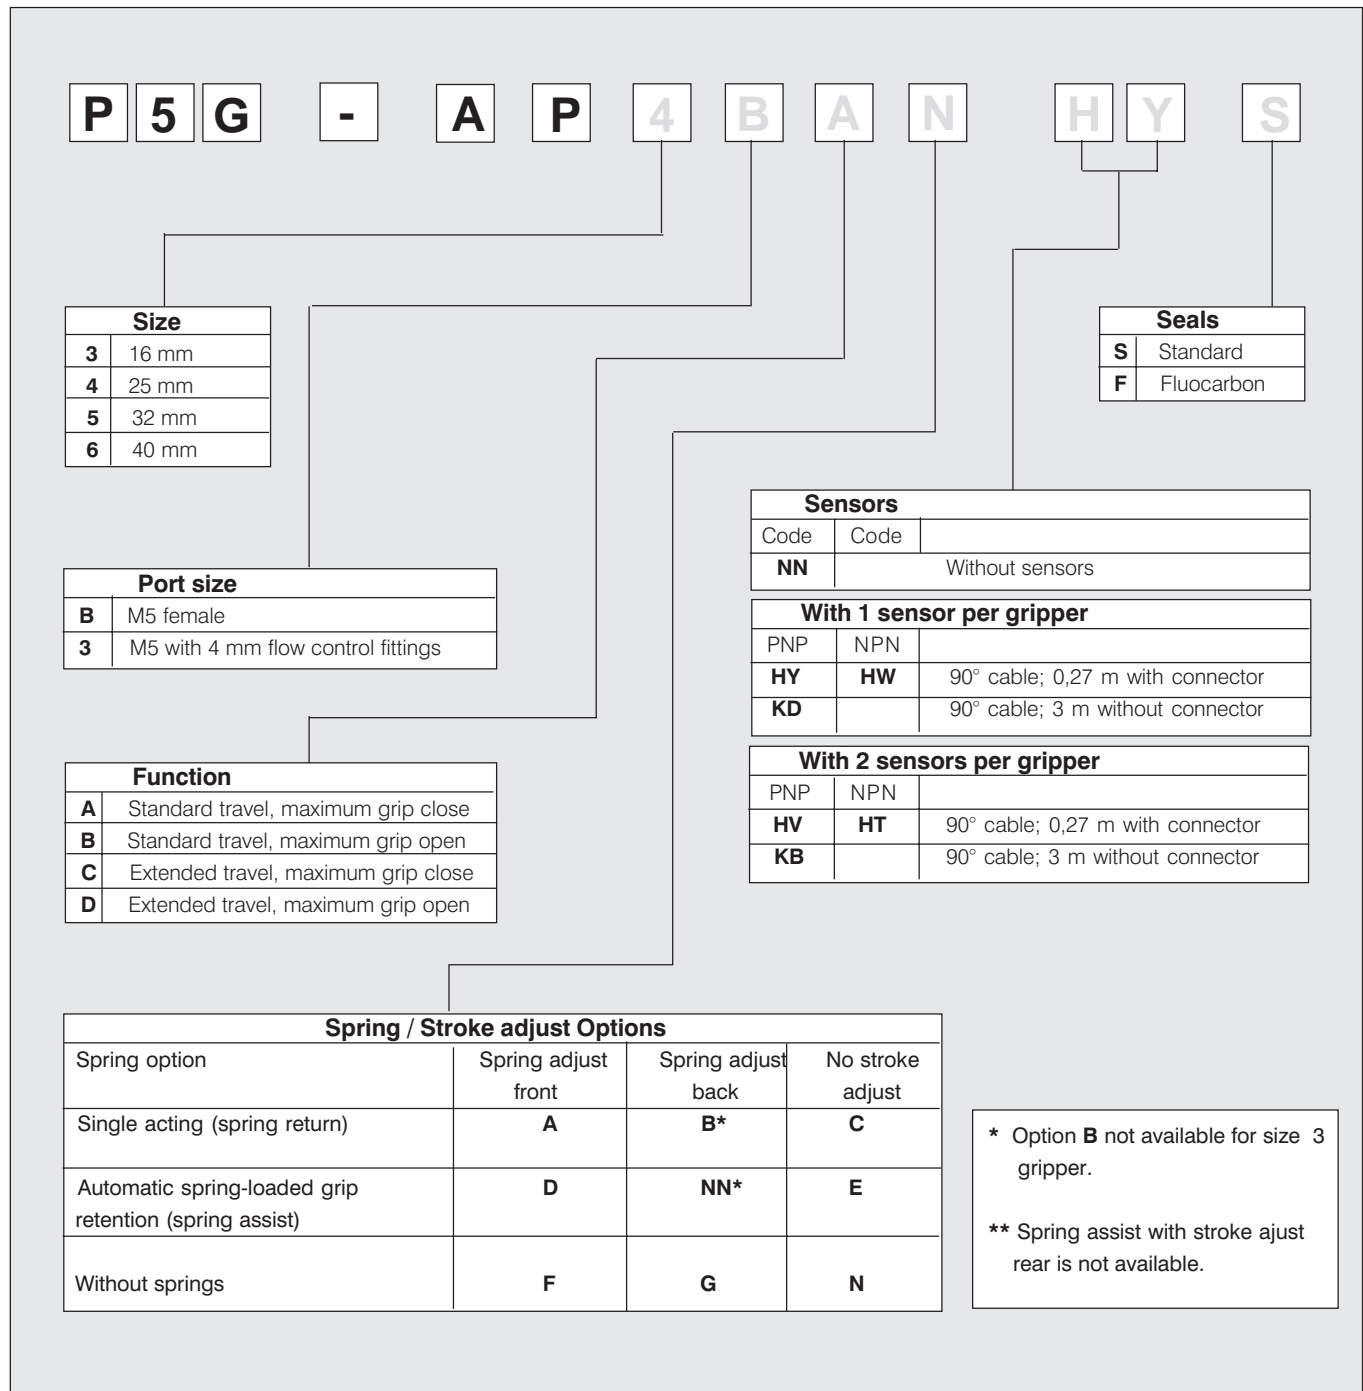 P 5 G - A P 4 B A N H Y S
Size
3 16 mm
4 25 mm
5 32 mm
6 40 mm
Seals
S Standard
F Fluocarbon
Sensors
Code Code
NN Without sensors
Port size
B M5 female
3 M5 with 4 mm flow control fittings
With 1 sensor per gripper
PNP NPN
HY HW 90° cable; 0,27 m with connector
KD 90° cable; 3 m without connector
With 2 sensors per gripper
PNP NPN
HV HT 90° cable; 0,27 m with connector
KB 90° cable; 3 m without connector
Function
A Standard travel, maximum grip close
B Standard travel, maximum grip open
C Extended travel, maximum grip close
D Extended travel, maximum grip open
Spring / Stroke adjust Options
Spring option Spring adjust Spring adjust No stroke
front back adjust
Single acting (spring return) A B* C
Automatic spring-loaded grip D NN* E
retention (spring assist)
Without springs F G N
* Option B not available for size 3
gripper.
** Spring assist with stroke ajust
rear is not available.